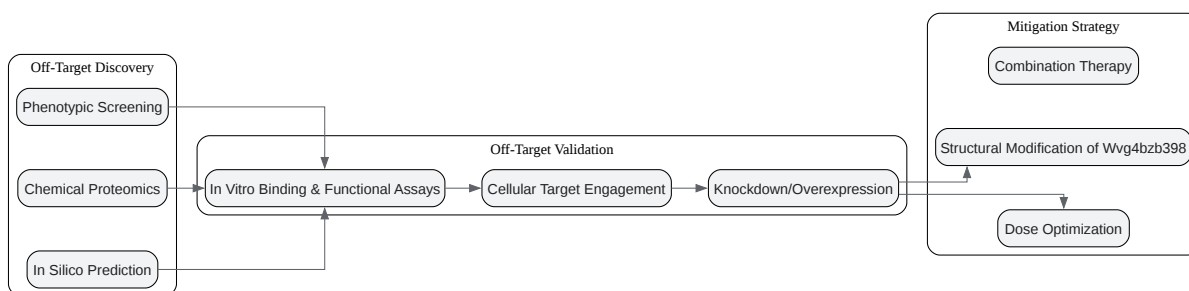 Off-Target Discovery
Phenotypic Screening
Chemical Proteomics
In Silico Prediction
Off-Target Validation
In Vitro Binding & Functional Assays
Cellular Target Engagement
Knockdown/Overexpression
Mitigation Strategy
Combination Therapy
Structural Modification of Wvg4bzb398
Dose Optimization